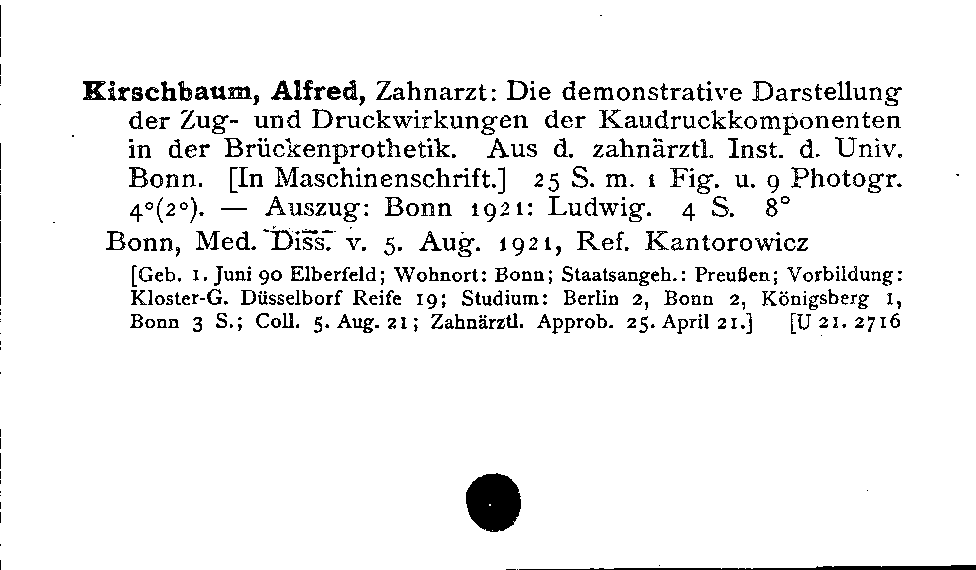 Kirschbaum, Alfred, Zahnarzt: Die demonstrative Darstellung
der Zug- und Druckwirkungen der Kaudruckkomponenten
in der Brückenprothetik. Aus d. zahnärztl. Inst. d. Univ.
Bonn. [In Maschinenschrift.] 25 S. m. 1 Fig. u. 9 Photogr.
4°(2°). — Auszug: Bonn 1921: Ludwig. 4 S. 8°
Bonn, Med. Diss. v. 5. Aug. 1921, Ref. Kantorowicz
[Geb. 1. Juni 90 Elberfeld; Wohnort: Bonn; Staatsangeh.: Preußen; Vorbildung:
Kloster-G. Düsselborf Reife 19; Studium: Berlin 2, Bonn 2, Königsberg 1,
Bonn 3 S.; Coll. 5. Aug. 21; Zahnärztl. Approb. 25. April 21.] [U 21. 2716